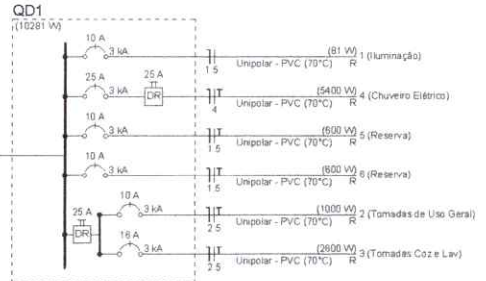 QD1
(10281 W)
10 A
3 kA
1.5
(81 W)
Unipolar - PVC (70°C)
R
1 (Iluminação)
25 A
3 kA
25 A
DR
T
4
(5400 W)
Unipolar - PVC (70°C)
R
4 (Chuveiro Elétrico)
10 A
3 kA
T
1.5
(600 W)
Unipolar - PVC (70°C)
R
5 (Reserva)
10 A
3 kA
T
1.5
(600 W)
Unipolar - PVC (70°C)
R
6 (Reserva)
25 A
DR
10 A
3 kA
T
2.5
(1000 W)
Unipolar - PVC (70°C)
R
2 (Tomadas de Uso Geral)
16 A
3 kA
T
2.5
(2600 W)
Unipolar - PVC (70°C)
R
3 (Tomadas Coz e Lav)